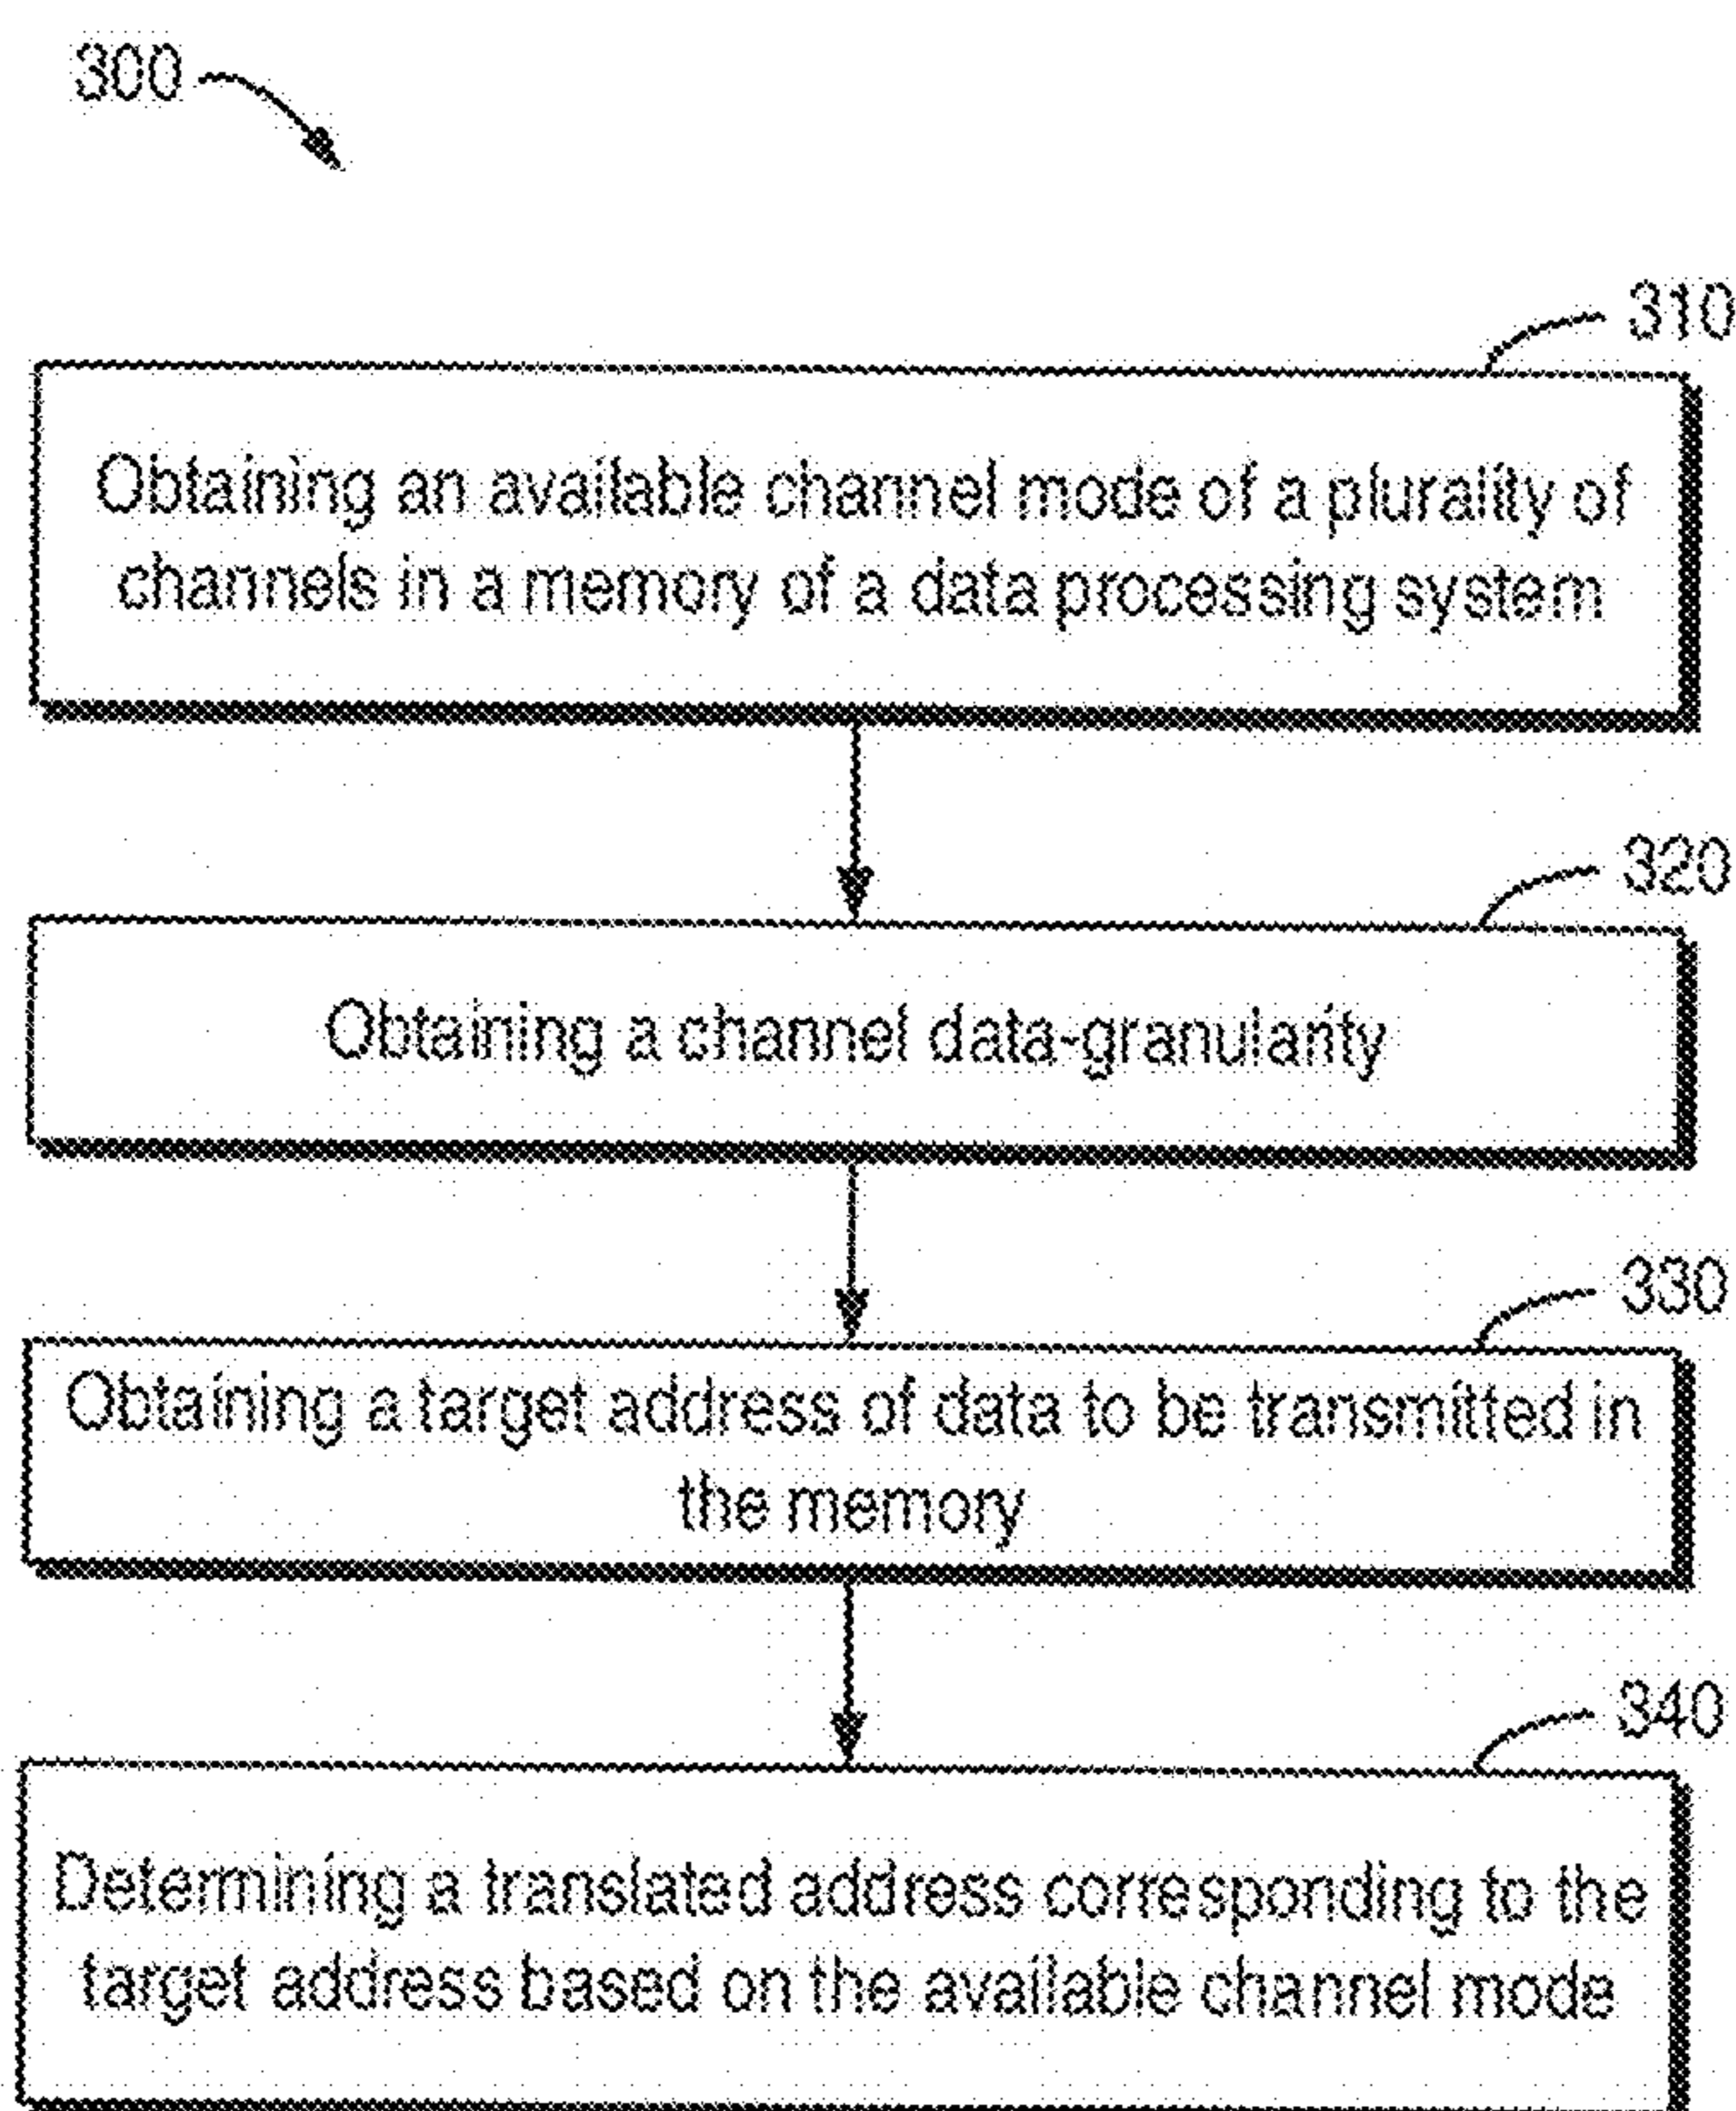 300
310
Obtaining an available channel mode of a plurality of
channels in a memory of a data processing system
320
Obtaining a channel data-granularity
330
Obtaining a target address of data to be transmitted in
the memory
340
Determining a translated address corresponding to the
target address based on the available channel mode